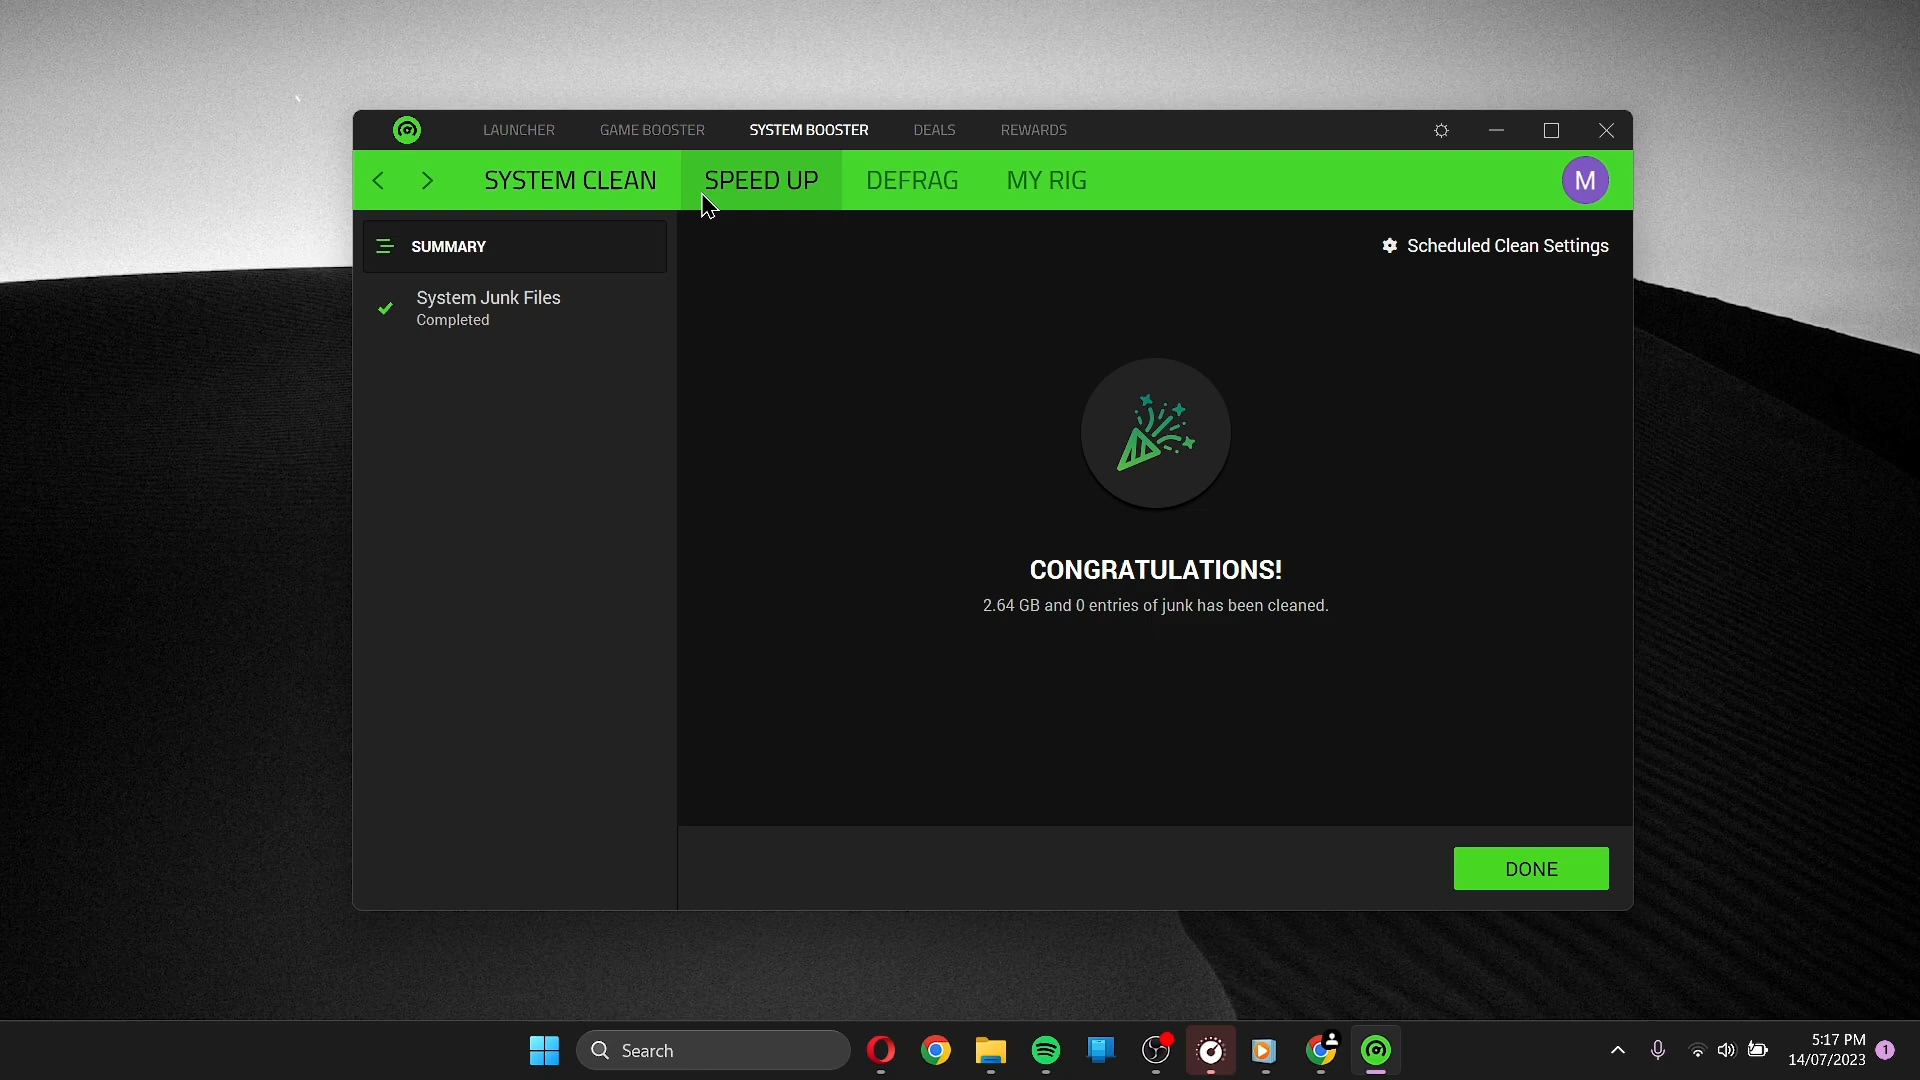 LAUNCHER GAME BOOSTER SYSTEM BOOSTER DEALS REWARDS
SYSTEM CLEAN SPEED UP DEFRAG MY RIG M
SUMMARY
Scheduled Clean Settings
System Junk Files
Completed
CONGRATULATIONS!
2.64 GB and 0 entries of junk has been cleaned.
DONE
Search
5:17 PM
14/07/2023
1